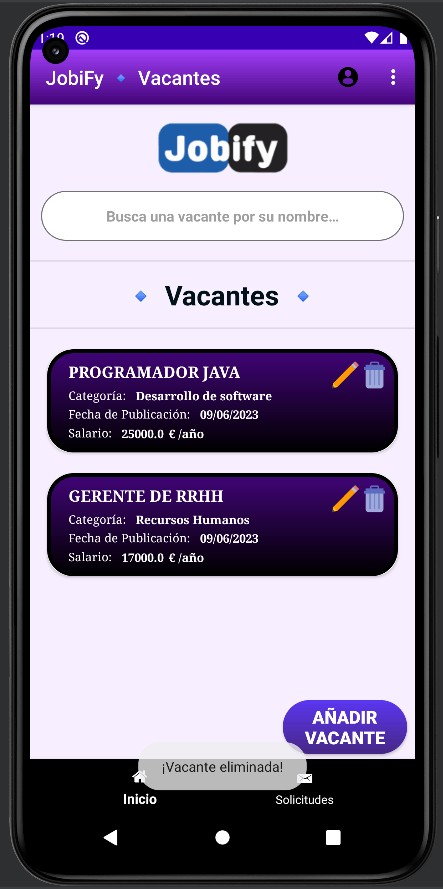 JobiFy 🔹 Vacantes
Jobify
Busca una vacante por su nombre...
🔹 Vacantes 🔹
PROGRAMADOR JAVA
Categoría: Desarrollo de software
Fecha de Publicación: 09/06/2023
Salario: 25000.0 €/año
GERENTE DE RRHH
Categoría: Recursos Humanos
Fecha de Publicación: 09/06/2023
Salario: 17000.0 €/año
AÑADIR
VACANTE
¡Vacante eliminada!
Inicio
Solicitudes